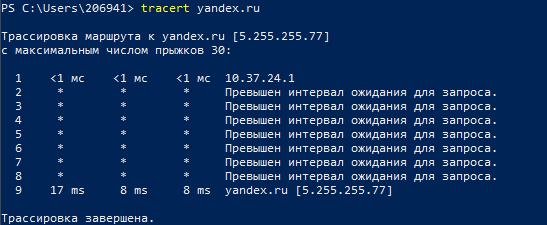 PS C:\Users\206941> tracert yandex.ru
Трассировка маршрута к yandex.ru [5.255.255.77]
с максимальным числом прыжков 30:
1 <1 мс <1 мс <1 мс 10.37.24.1
2 * * * Превышен интервал ожидания для запроса.
3 * * * Превышен интервал ожидания для запроса.
4 * * * Превышен интервал ожидания для запроса.
5 * * * Превышен интервал ожидания для запроса.
6 * * * Превышен интервал ожидания для запроса.
7 * * * Превышен интервал ожидания для запроса.
8 * * * Превышен интервал ожидания для запроса.
9 17 ms 8 ms 8 ms yandex.ru [5.255.255.77]
Трассировка завершена.